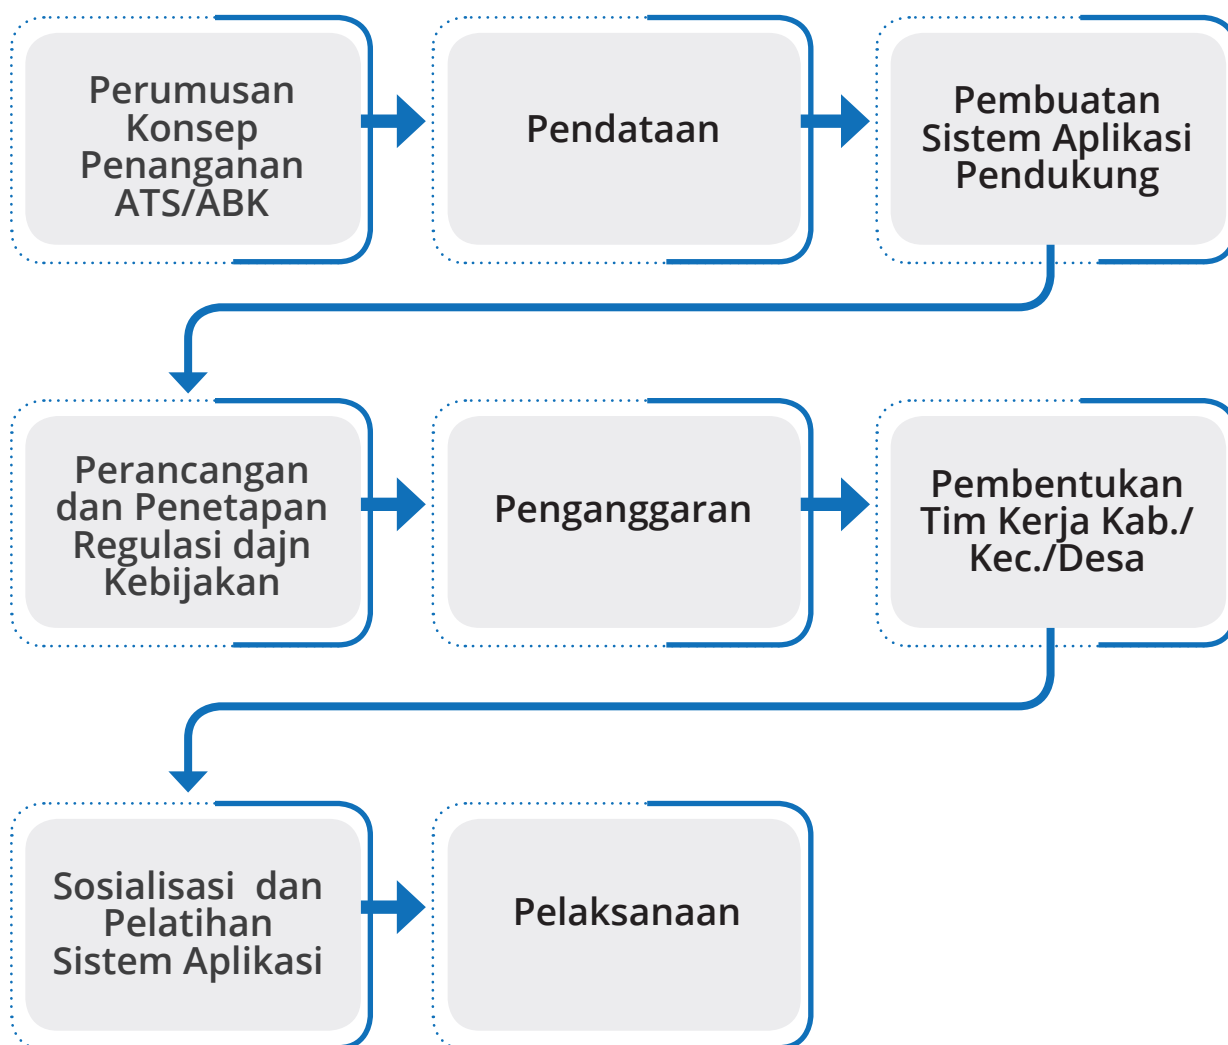 Perumusan
Konsep
Penanganan
ATS/ABK
Pendataan
Pembuatan
Sistem Aplikasi
Pendukung
Perancangan
dan Penetapan
Regulasi dajn
Kebijakan
Penganggaran
Pembentukan
Tim Kerja Kab./
Kec./Desa
Sosialisasi dan
Pelatihan
Sistem Aplikasi
Pelaksanaan